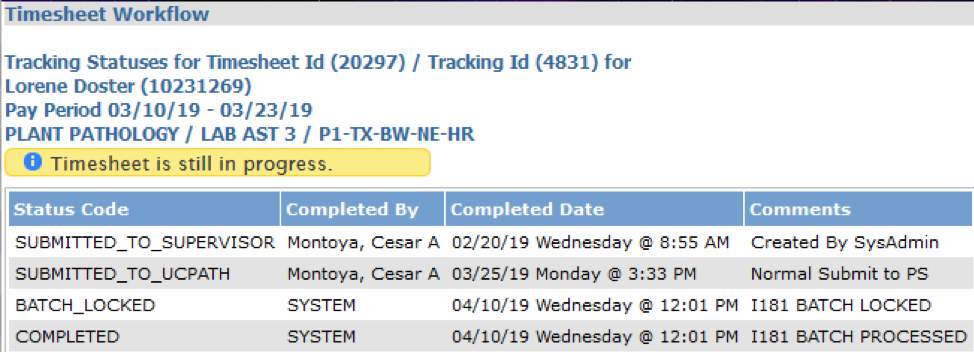 Timesheet Workflow
Tracking Statuses for Timesheet Id (20297) / Tracking Id (4831) for
Lorene Doster (10231269)
Pay Period 03/10/19 - 03/23/19
PLANT PATHOLOGY / LAB AST 3 / P1-TX-BW-NE-HR
Timesheet is still in progress.
Status Code Completed By Completed Date Comments
SUBMITTED_TO_SUPERVISOR Montoya, Cesar A 02/20/19 Wednesday @ 8:55 AM Created By SysAdmin
SUBMITTED_TO_UCPATH Montoya, Cesar A 03/25/19 Monday @ 3:33 PM Normal Submit to PS
BATCH_LOCKED SYSTEM 04/10/19 Wednesday @ 12:01 PM I181 BATCH LOCKED
COMPLETED SYSTEM 04/10/19 Wednesday @ 12:01 PM I181 BATCH PROCESSED